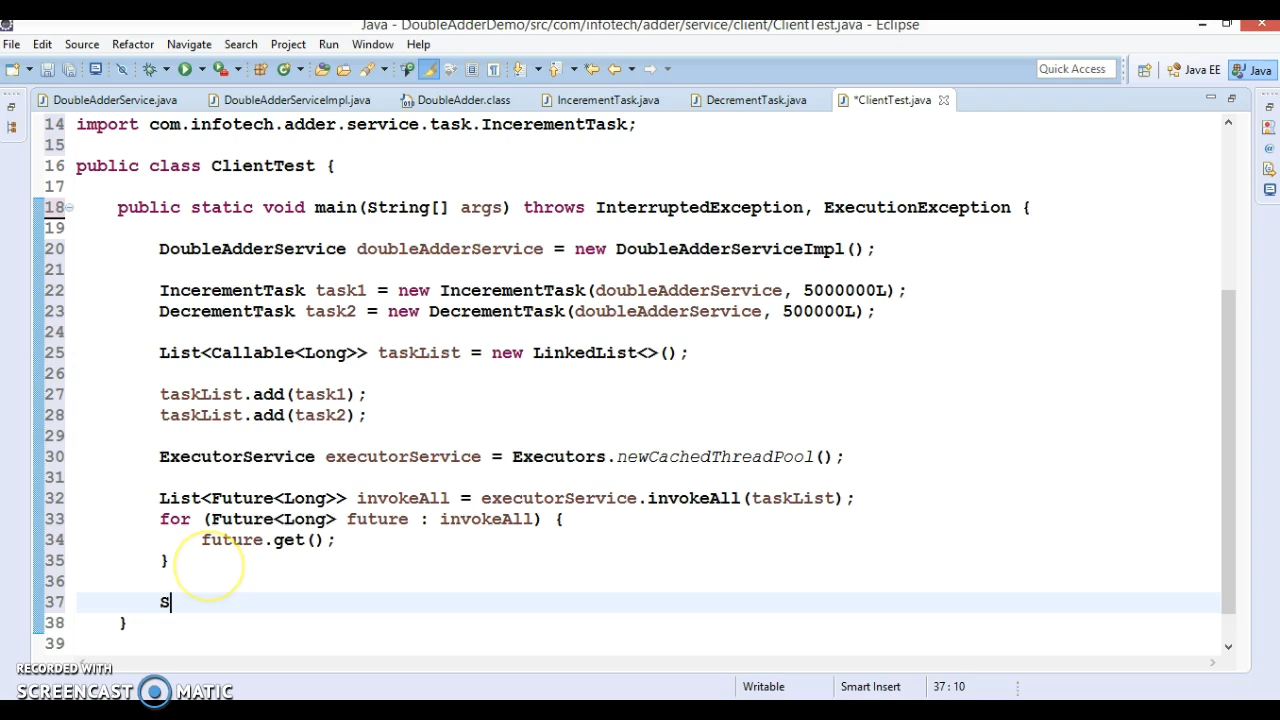 Java - DoubleAdderDemo/src/com/infotech/adder/service/client/ClientTest.java - Eclipse
File Edit Source Refactor Navigate Search Project Run Window Help
Quick Access Java EE Java
DoubleAdderService.java DoubleAdderServiceImpl.java DoubleAdder.class IncerementTask.java DecrementTask.java *ClientTest.java
14 import com.infotech.adder.service.task.IncerementTask;
15
16 public class ClientTest {
17
18 public static void main(String[] args) throws InterruptedException, ExecutionException {
19
20 DoubleAdderService doubleAdderService = new DoubleAdderServiceImpl();
21
22 IncerementTask task1 = new IncerementTask(doubleAdderService, 5000000L);
23 DecrementTask task2 = new DecrementTask(doubleAdderService, 500000L);
24
25 List<Callable<Long>> taskList = new LinkedList<>();
26
27 taskList.add(task1);
28 taskList.add(task2);
29
30 ExecutorService executorService = Executors.newCachedThreadPool();
31
32 List<Future<Long>> invokeAll = executorService.invokeAll(taskList);
33 for (Future<Long> future : invokeAll) {
34 future.get();
35 }
36
37 S
38 }
39
RECORDED WITH
SCREENCAST MATIC
Writable Smart Insert 37 : 10